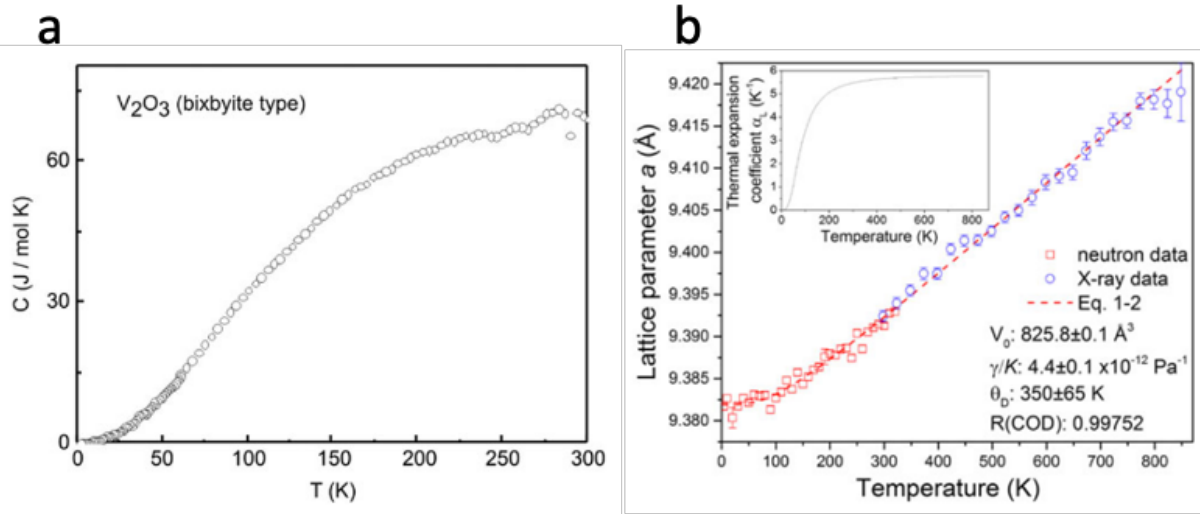 a
b
V₂O₃ (bixbyite type)
C (J / mol K)
60
30
0
0
50
100
150
200
250
300
T (K)
Lattice parameter a (Å)
9.420
9.415
9.410
9.405
9.400
9.395
9.390
9.385
9.380
0
100
200
300
400
500
600
700
800
Temperature (K)
Thermal expansion
coefficient αL (K⁻¹)
6
5
4
3
2
1
0
0
200
400
600
800
Temperature (K)
neutron data
X-ray data
Eq. 1-2
V₀: 825.8±0.1 Å³
γ/K: 4.4±0.1 x10⁻¹² Pa⁻¹
θD: 350±65 K
R(COD): 0.99752